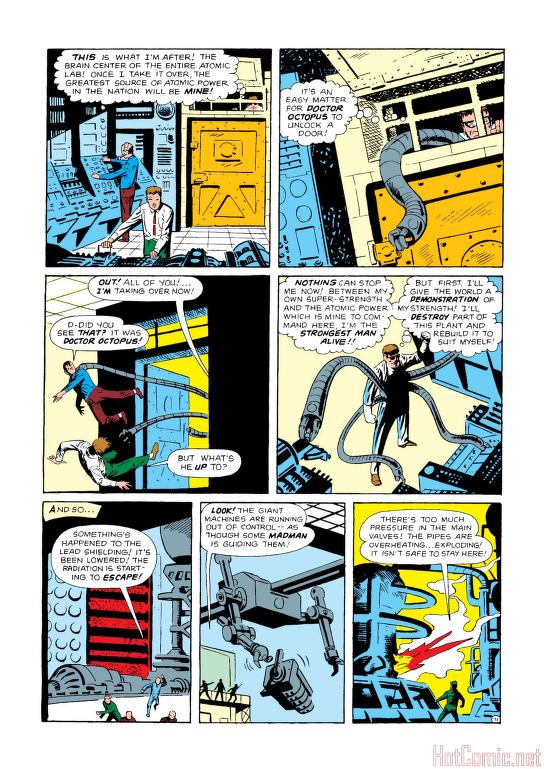 THIS IS WHAT I'M AFTER! THE
BRAIN CENTER OF THE ENTIRE ATOMIC
LAB! ONCE I TAKE IT OVER, THE
GREATEST SOURCE OF ATOMIC POWER
IN THE NATION WILL BE MINE!
IT'S AN
EASY MATTER
FOR DOCTOR
OCTOPUS TO
UNLOCK A
DOOR!
OUT! ALL OF YOU!...
I'M TAKING OVER NOW!
D-DID YOU
SEE THAT? IT WAS
DOCTOR OCTOPUS!
BUT WHAT'S
HE UP TO?
NOTHING CAN STOP
ME NOW! BETWEEN MY
OWN SUPER-STRENGTH
AND THE ATOMIC POWER
WHICH IS MINE TO COM-
MAND HERE, I'M THE
STRONGEST MAN
ALIVE!!
BUT FIRST, I'LL
GIVE THE WORLD A
DEMONSTRATION OF
MY STRENGTH! I'LL
DESTROY PART OF
THIS PLANT AND
REBUILD IT TO
SUIT MYSELF!
AND SO...
SOMETHING'S
HAPPENED TO THE
LEAD SHIELDING! IT'S
BEEN LOWERED! THE
RADIATION IS START-
ING TO ESCAPE!
LOOK! THE GIANT
MACHINES ARE RUNNING
OUT OF CONTROL-- AS
THOUGH SOME MADMAN
IS GUIDING THEM!
THERE'S TOO MUCH
PRESSURE IN THE MAIN
VALVES! THE PIPES ARE
OVERHEATING...EXPLODING!
IT ISN'T SAFE TO STAY HERE!
HotComic.net